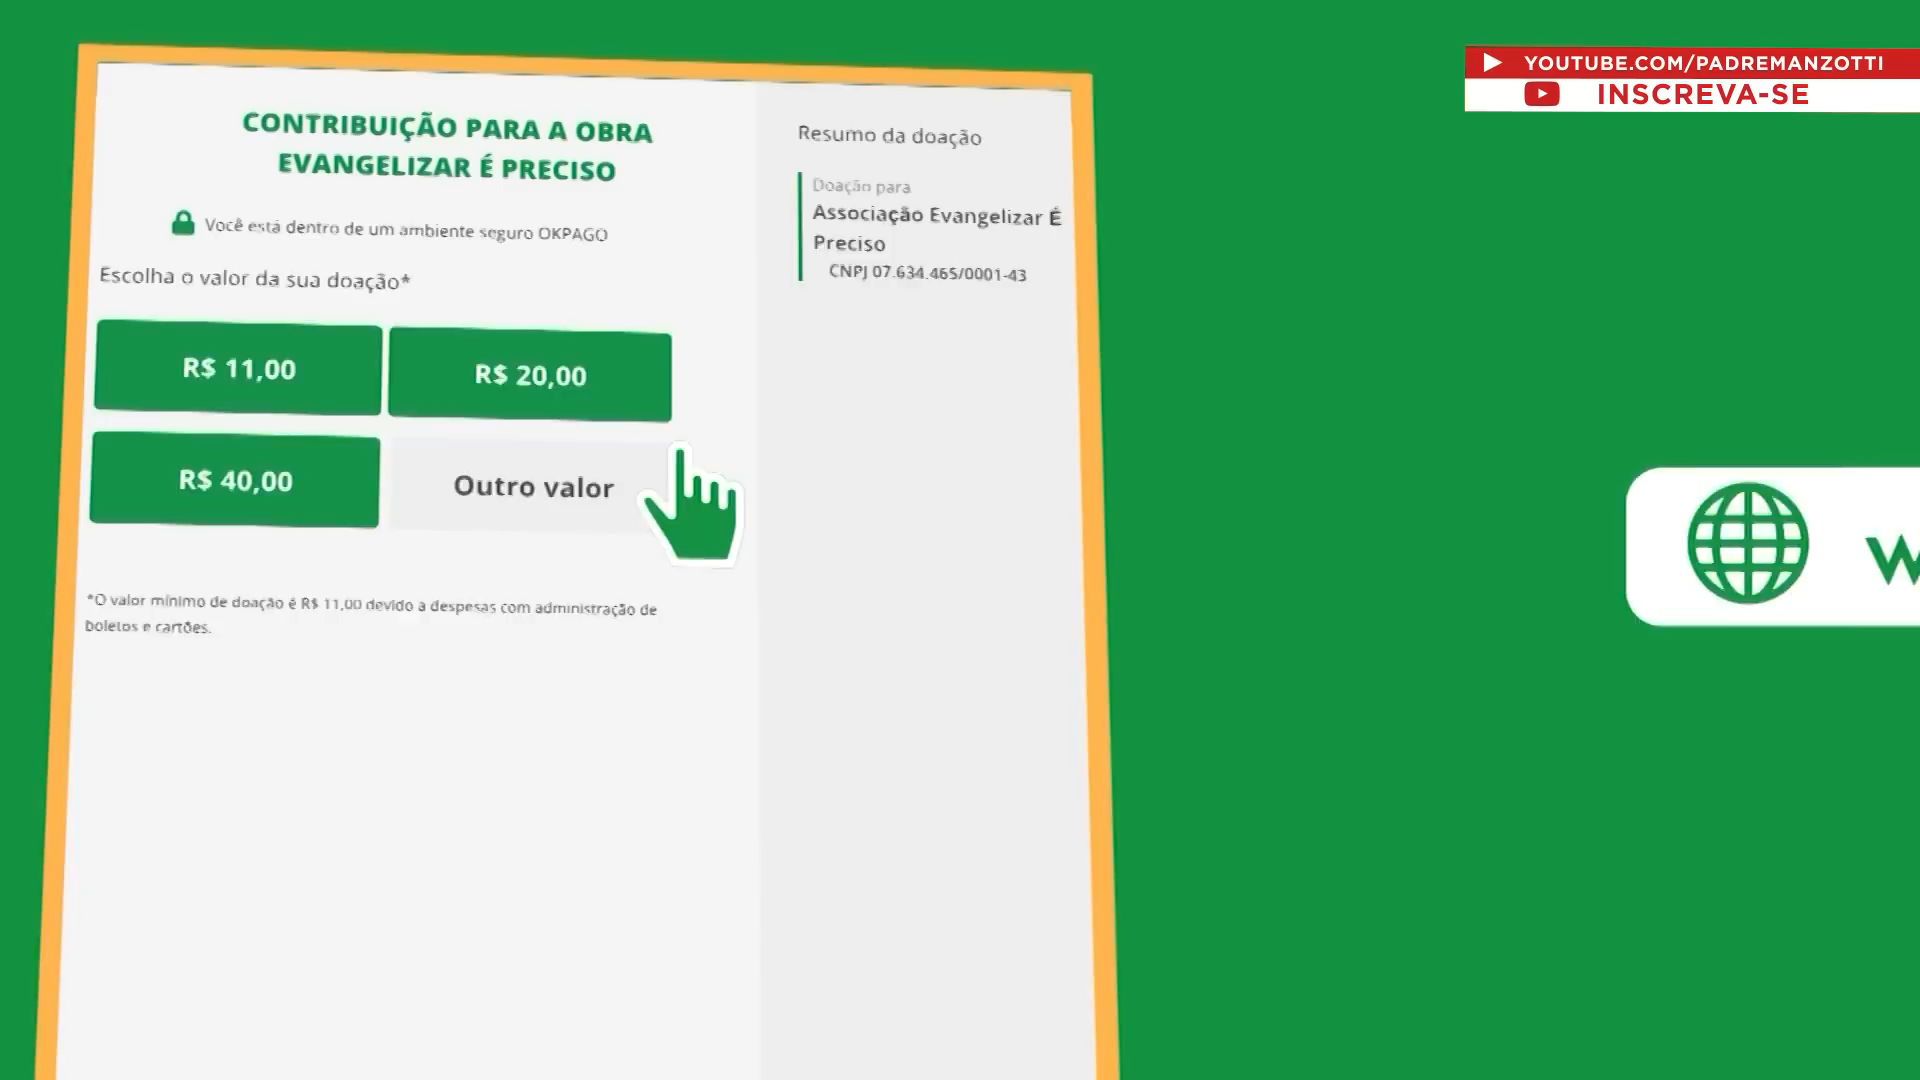 YOUTUBE.COM/PADREMANZOTTI
INSCREVA-SE
CONTRIBUIÇÃO PARA A OBRA
EVANGELIZAR É PRECISO
Você está dentro de um ambiente seguro OKPAGO
Escolha o valor da sua doação*
R$ 11,00
R$ 20,00
R$ 40,00
Outro valor
*O valor mínimo de doação é R$ 11,00 devido a despesas com administração de
boletos e cartões.
Resumo da doação
Doação para
Associação Evangelizar É
Preciso
CNPJ 07.634.465/0001-43